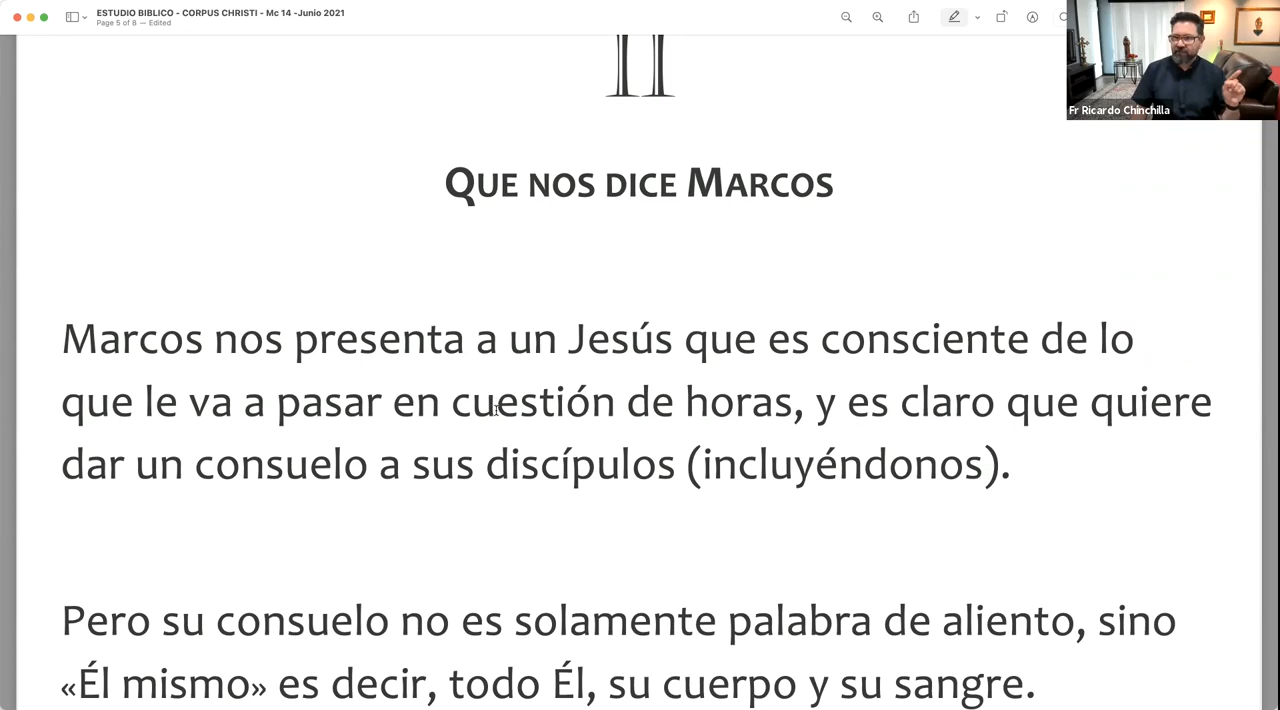 ESTUDIO BIBLICO - CORPUS CHRISTI - Mc 14 -Junio 2021
Page 5 of 8 — Edited
Fr Ricardo Chinchilla
II
QUE NOS DICE MARCOS
Marcos nos presenta a un Jesús que es consciente de lo
que le va a pasar en cuestión de horas, y es claro que quiere
dar un consuelo a sus discípulos (incluyéndonos).
Pero su consuelo no es solamente palabra de aliento, sino
«Él mismo» es decir, todo Él, su cuerpo y su sangre.